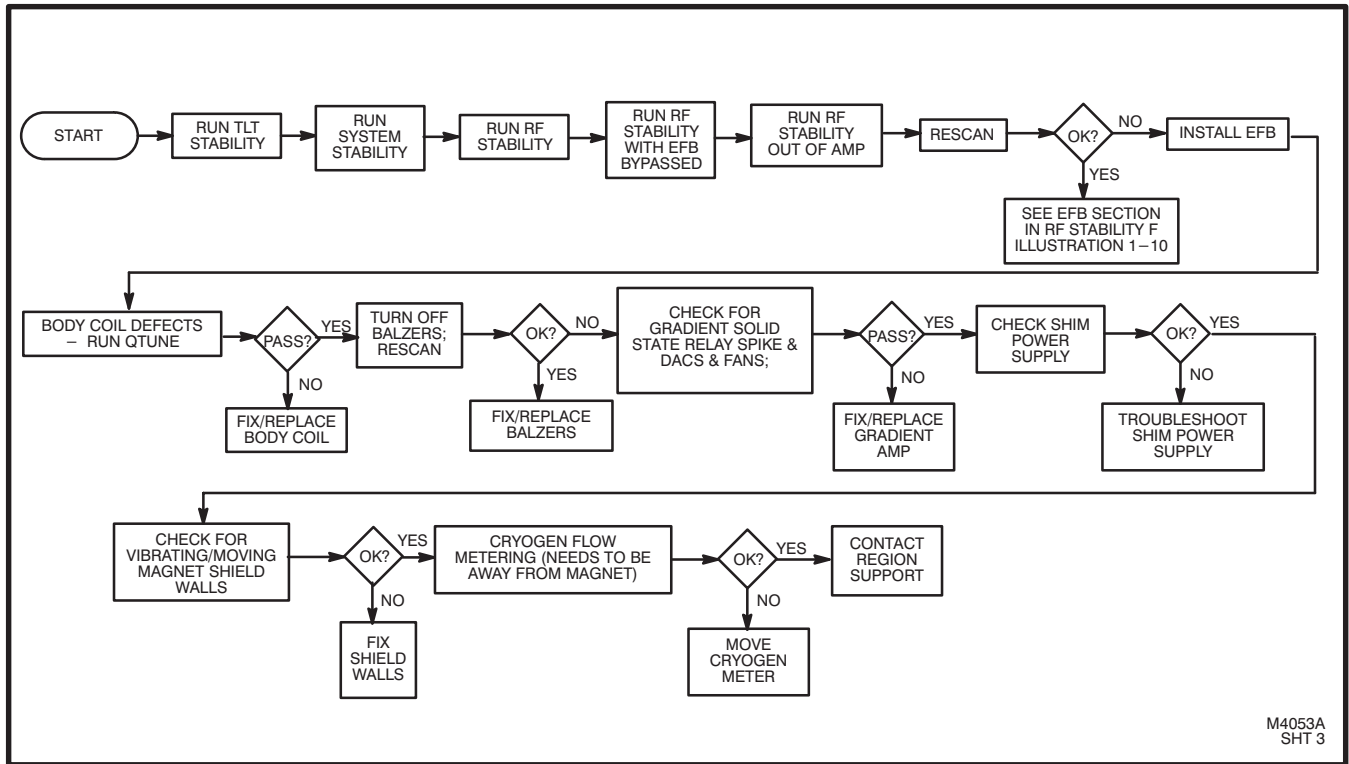 START
RUN TLT
STABILITY
RUN
SYSTEM
STABILITY
RUN RF
STABILITY
RUN RF
STABILITY
WITH EFB
BYPASSED
RUN RF
STABILITY
OUT OF AMP
RESCAN
OK?
NO
INSTALL EFB
YES
SEE EFB SECTION
IN RF STABILITY F
ILLUSTRATION 1–10
BODY COIL DEFECTS
– RUN QTUNE
PASS?
YES
NO
FIX/REPLACE
BODY COIL
TURN OFF
BALZERS;
RESCAN
OK?
NO
YES
FIX/REPLACE
BALZERS
CHECK FOR
GRADIENT SOLID
STATE RELAY SPIKE &
DACS & FANS;
PASS?
YES
NO
FIX/REPLACE
GRADIENT
AMP
CHECK SHIM
POWER
SUPPLY
OK?
YES
NO
TROUBLESHOOT
SHIM POWER
SUPPLY
CHECK FOR
VIBRATING/MOVING
MAGNET SHIELD
WALLS
OK?
YES
NO
FIX
SHIELD
WALLS
CRYOGEN FLOW
METERING (NEEDS TO BE
AWAY FROM MAGNET)
OK?
YES
NO
MOVE
CRYOGEN
METER
CONTACT
REGION
SUPPORT
M4053A
SHT 3